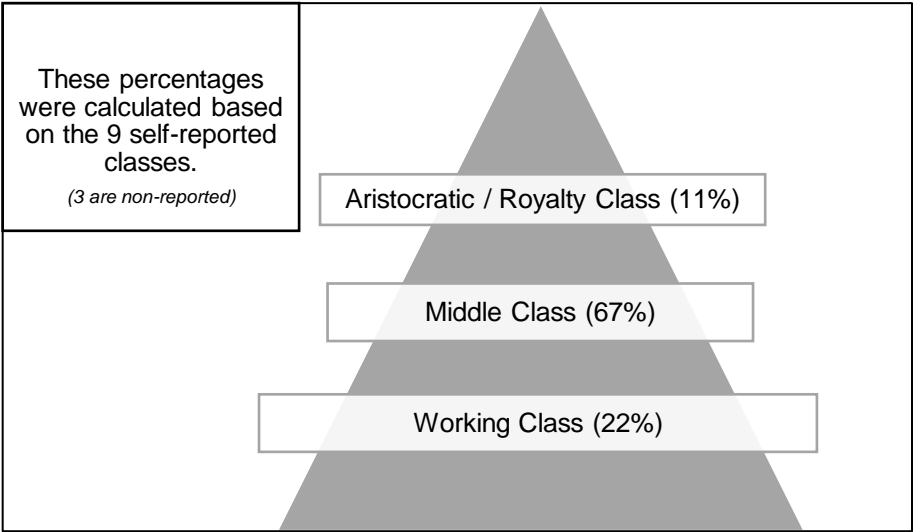 These percentages
were calculated based
on the 9 self-reported
classes.
(3 are non-reported)
Aristocratic / Royalty Class (11%)
Middle Class (67%)
Working Class (22%)